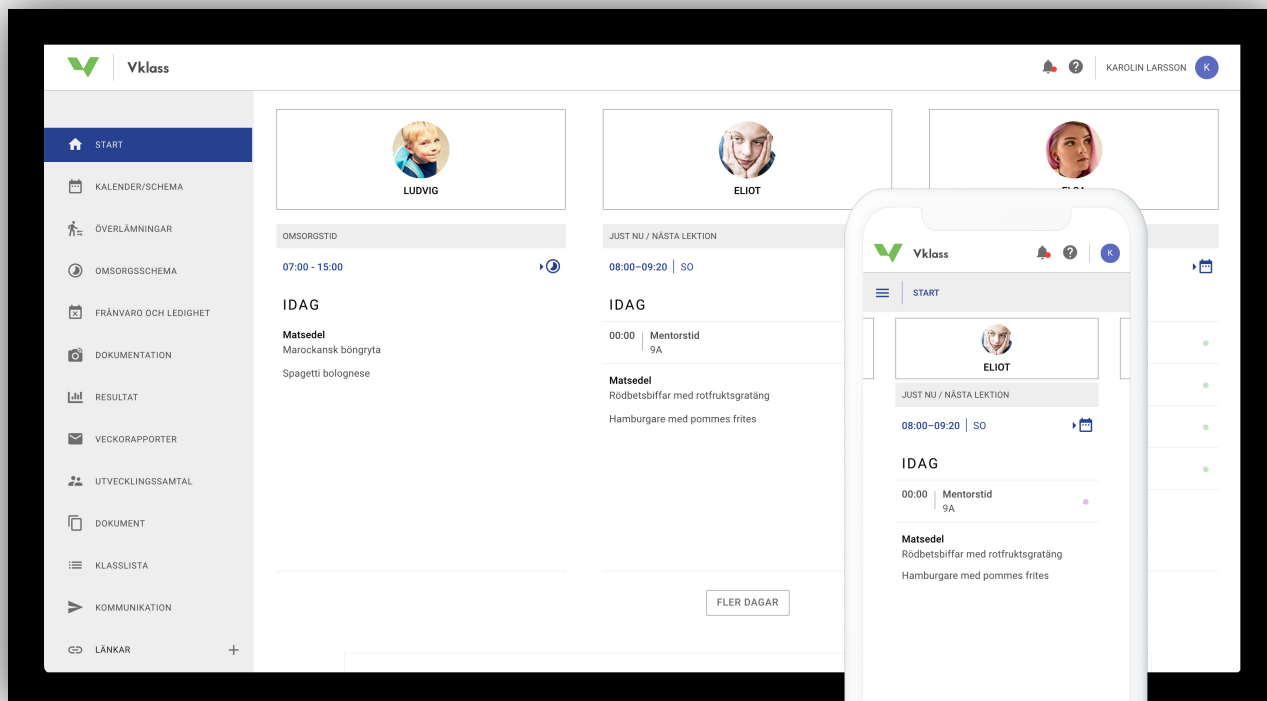 Vklass
KAROLIN LARSSON
K
START
KALENDER/SCHEMA
ÖVERLÄMNINGAR
OMSORGSSCHEMA
FRÅNVARO OCH LEDIGHET
DOKUMENTATION
RESULTAT
VECKORAPPORTER
UTVECKLINGSSAMTAL
DOKUMENT
KLASSLISTA
KOMMUNIKATION
LÄNKAR
LUDVIG
OMSORGSTID
07:00 - 15:00
IDAG
Matsedel
Marockansk böngryta
Spagetti bolognese
ELIOT
JUST NU / NÄSTA LEKTION
08:00–09:20 | SO
IDAG
00:00 | Mentorstid
9A
Matsedel
Rödbetsbiffar med rotfruktsgratäng
Hamburgare med pommes frites
FLER DAGAR
Vklass
K
START
ELIOT
JUST NU / NÄSTA LEKTION
08:00–09:20 | SO
IDAG
00:00 | Mentorstid
9A
Matsedel
Rödbetsbiffar med rotfruktsgratäng
Hamburgare med pommes frites